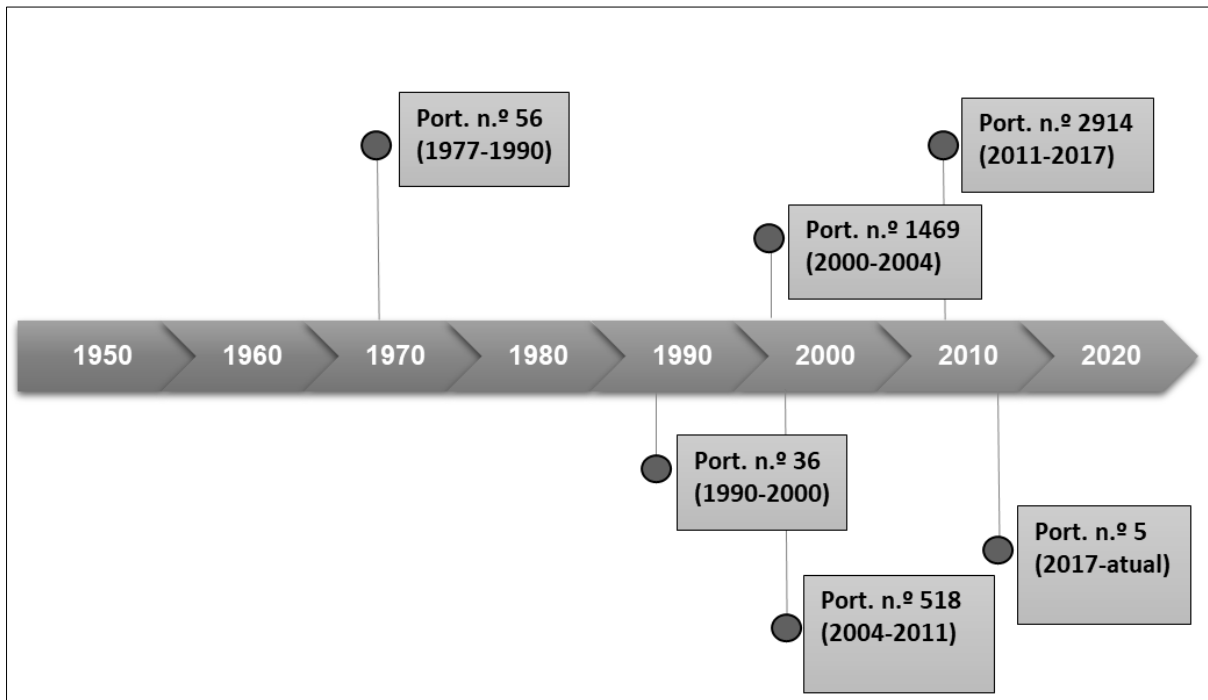 Port. n.º 56
(1977-1990)
Port. n.º 2914
(2011-2017)
Port. n.º 1469
(2000-2004)
1950
1960
1970
1980
1990
2000
2010
2020
Port. n.º 36
(1990-2000)
Port. n.º 5
(2017-atual)
Port. n.º 518
(2004-2011)